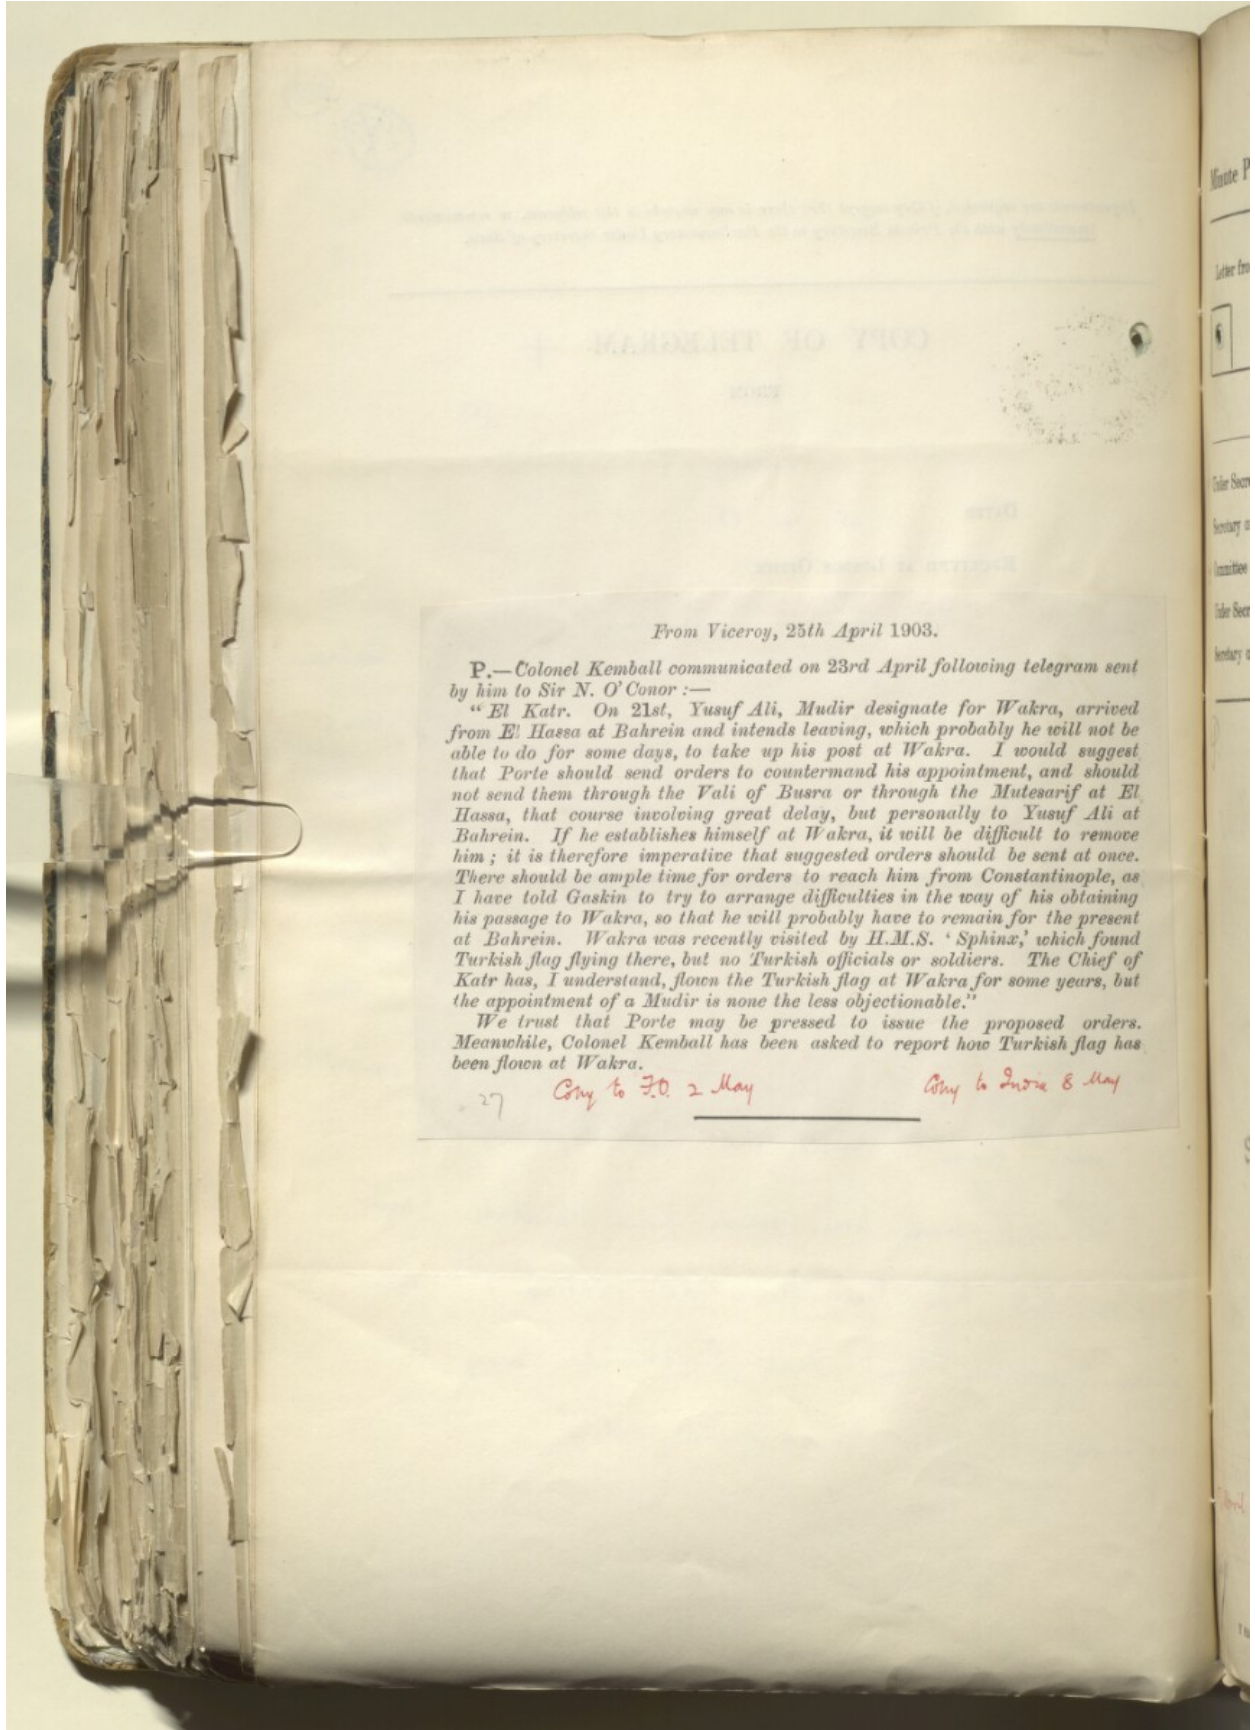 From Viceroy, 25th April 1903.
P.—Colonel Kemball communicated on 23rd April following telegram sent
by him to Sir N. O'Conor :—
"El Katr. On 21st, Yusuf Ali, Mudir designate for Wakra, arrived
from El Hassa at Bahrein and intends leaving, which probably he will not be
able to do for some days, to take up his post at Wakra. I would suggest
that Porte should send orders to countermand his appointment, and should
not send them through the Vali of Busra or through the Mutesarif at El
Hassa, that course involving great delay, but personally to Yusuf Ali at
Bahrein. If he establishes himself at Wakra, it will be difficult to remove
him ; it is therefore imperative that suggested orders should be sent at once.
There should be ample time for orders to reach him from Constantinople, as
I have told Gaskin to try to arrange difficulties in the way of his obtaining
his passage to Wakra, so that he will probably have to remain for the present
at Bahrein. Wakra was recently visited by H.M.S. 'Sphinx,' which found
Turkish flag flying there, but no Turkish officials or soldiers. The Chief of
Katr has, I understand, flown the Turkish flag at Wakra for some years, but
the appointment of a Mudir is none the less objectionable."
We trust that Porte may be pressed to issue the proposed orders.
Meanwhile, Colonel Kemball has been asked to report how Turkish flag has
been flown at Wakra.
27 Copy to F.O. 2 May Copy to India 8 May
Minute
Letter
Under
Secretary
Committee
Under
Secretary